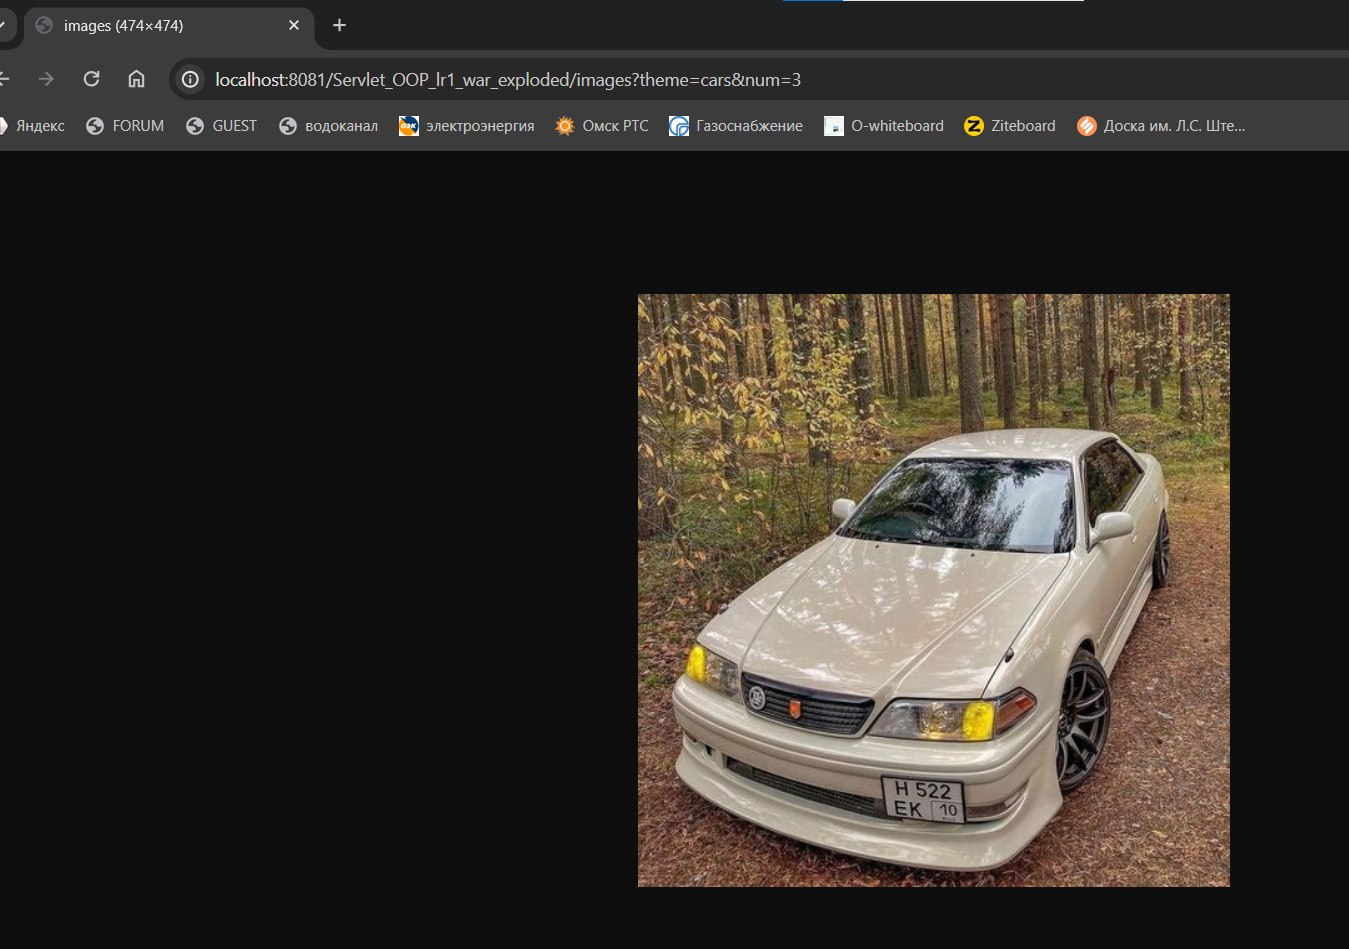 images (474×474)
localhost:8081/Servlet_OOP_lr1_war_exploded/images?theme=cars&num=3
Яндекс FORUM GUEST водоканал электроэнергия Омск РТС Газоснабжение O-whiteboard Ziteboard Доска им. Л.С. Ште...
H 522
EK 10